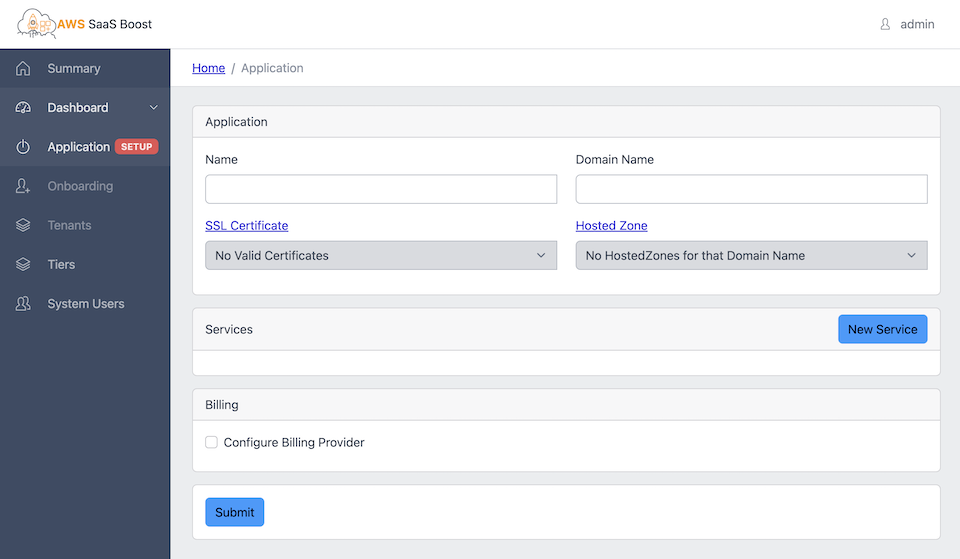 AWS SaaS Boost
admin
Summary
Dashboard
Application SETUP
Onboarding
Tenants
Tiers
System Users
Home / Application
Application
Name
Domain Name
SSL Certificate
Hosted Zone
No Valid Certificates
No HostedZones for that Domain Name
Services
New Service
Billing
Configure Billing Provider
Submit